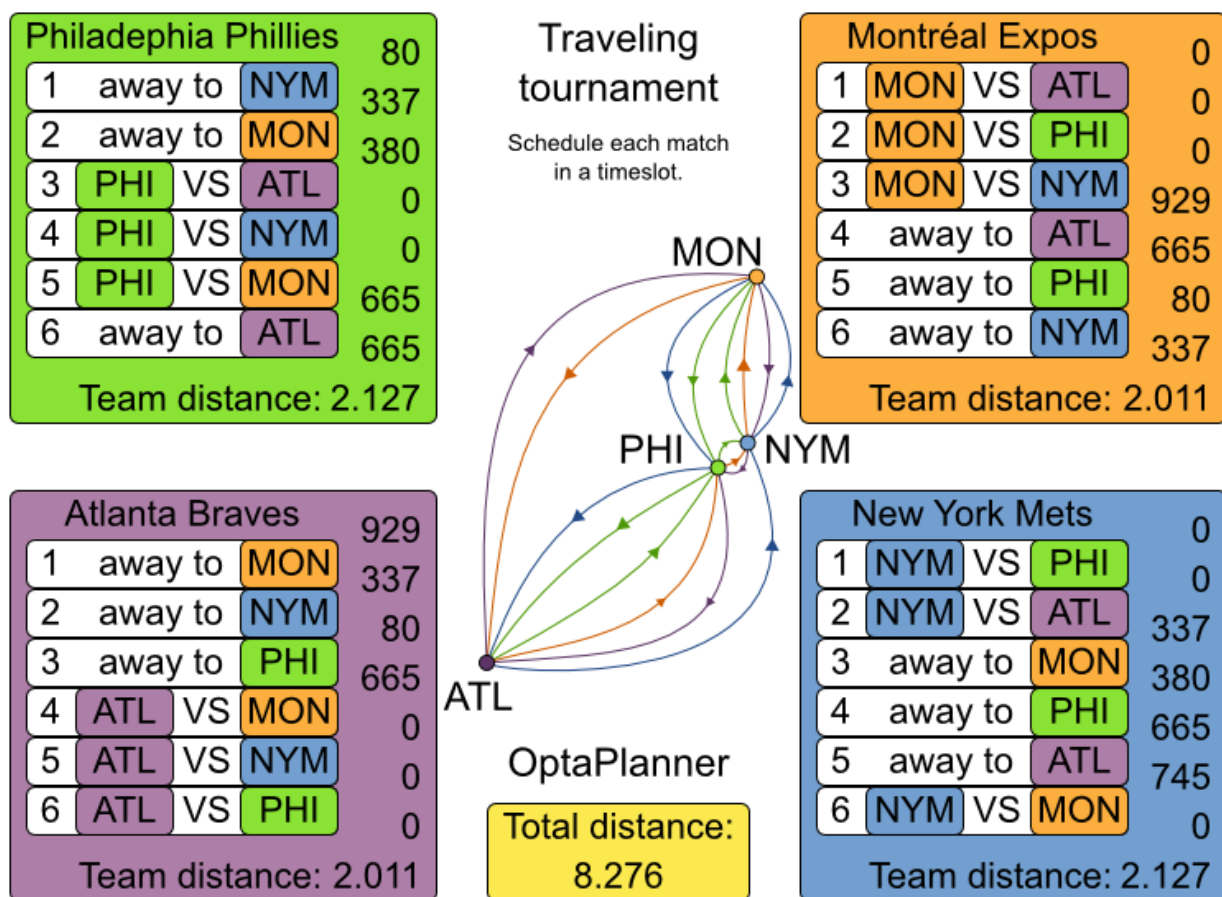 Philadephia Phillies
80
1 away to NYM
337
2 away to MON
380
3 PHI VS ATL
0
4 PHI VS NYM
0
5 PHI VS MON
665
6 away to ATL
665
Team distance: 2.127
Traveling
tournament
Schedule each match
in a timeslot.
Montréal Expos
0
1 MON VS ATL
0
2 MON VS PHI
0
3 MON VS NYM
929
4 away to ATL
665
5 away to PHI
80
6 away to NYM
337
Team distance: 2.011
MON
PHI
NYM
ATL
Atlanta Braves
929
1 away to MON
337
2 away to NYM
80
3 away to PHI
665
4 ATL VS MON
0
5 ATL VS NYM
0
6 ATL VS PHI
0
Team distance: 2.011
OptaPlanner
Total distance:
8.276
New York Mets
0
1 NYM VS PHI
0
2 NYM VS ATL
337
3 away to MON
380
4 away to PHI
665
5 away to ATL
745
6 NYM VS MON
0
Team distance: 2.127